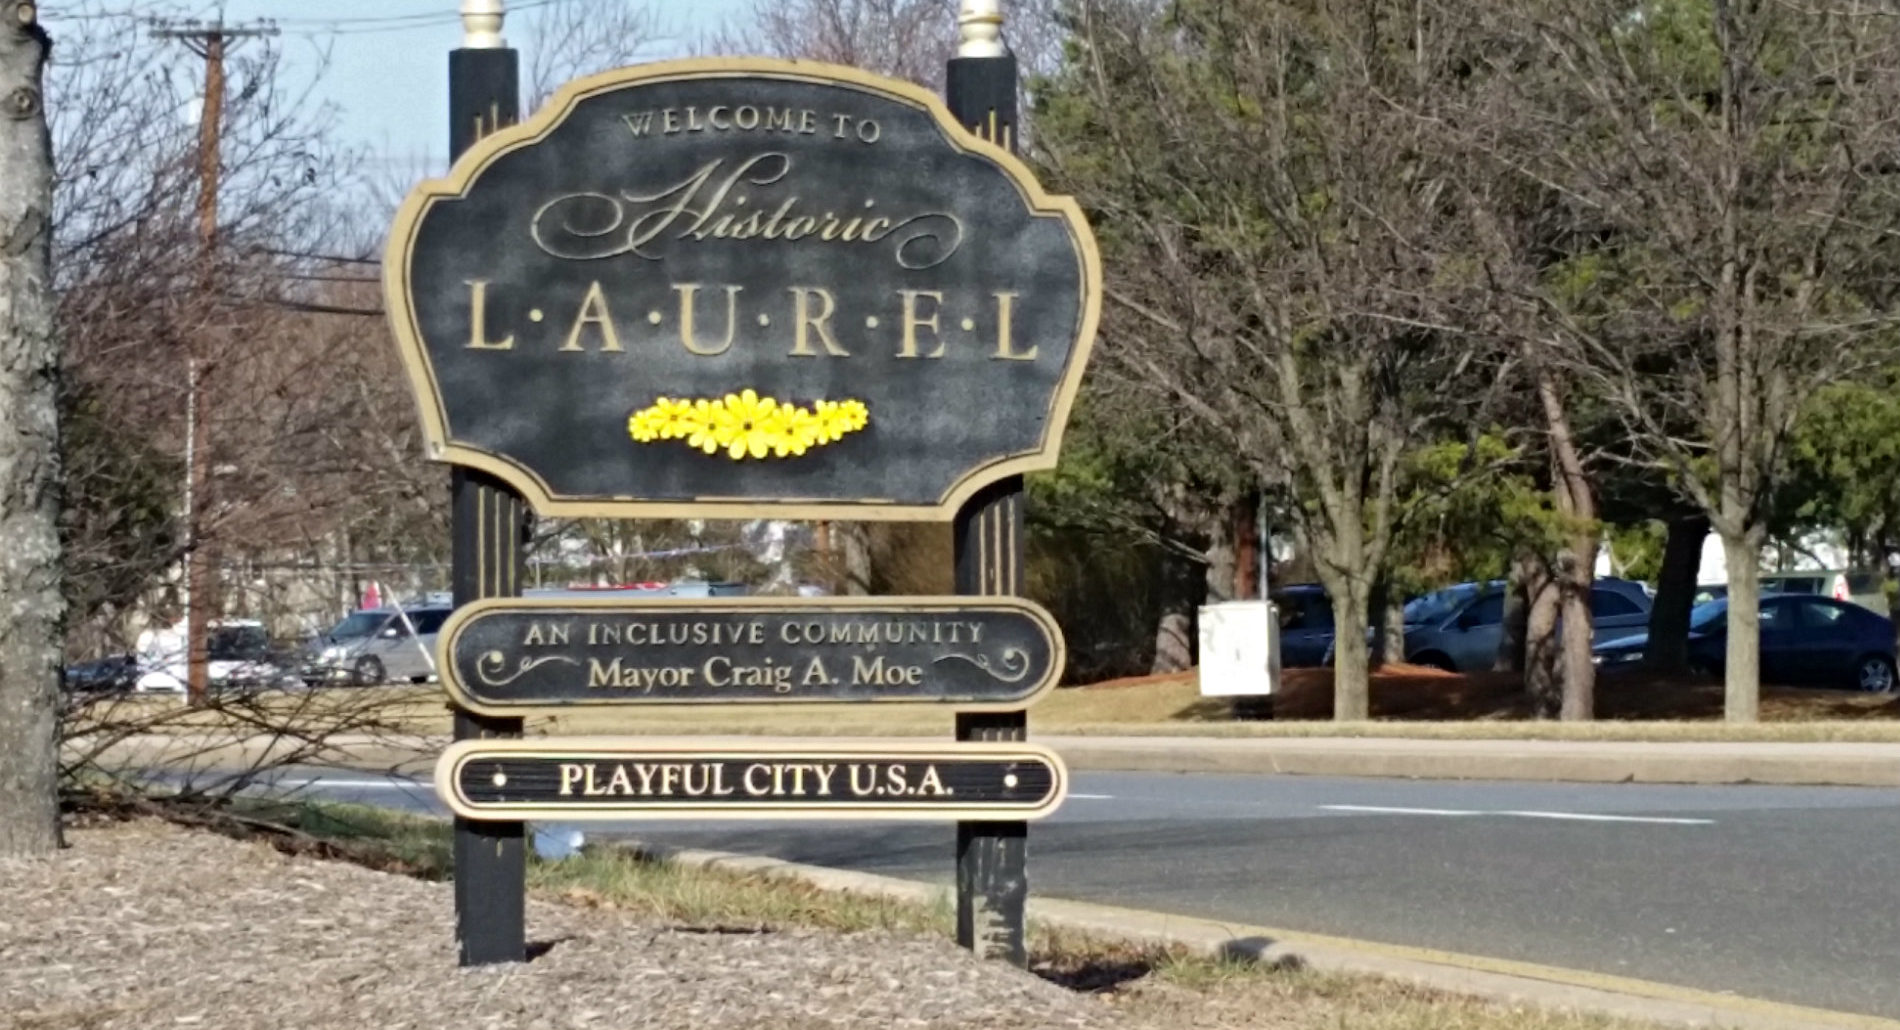 WELCOME TO
Historic
L·A·U·R·E·L
AN INCLUSIVE COMMUNITY
Mayor Craig A. Moe
PLAYFUL CITY U.S.A.